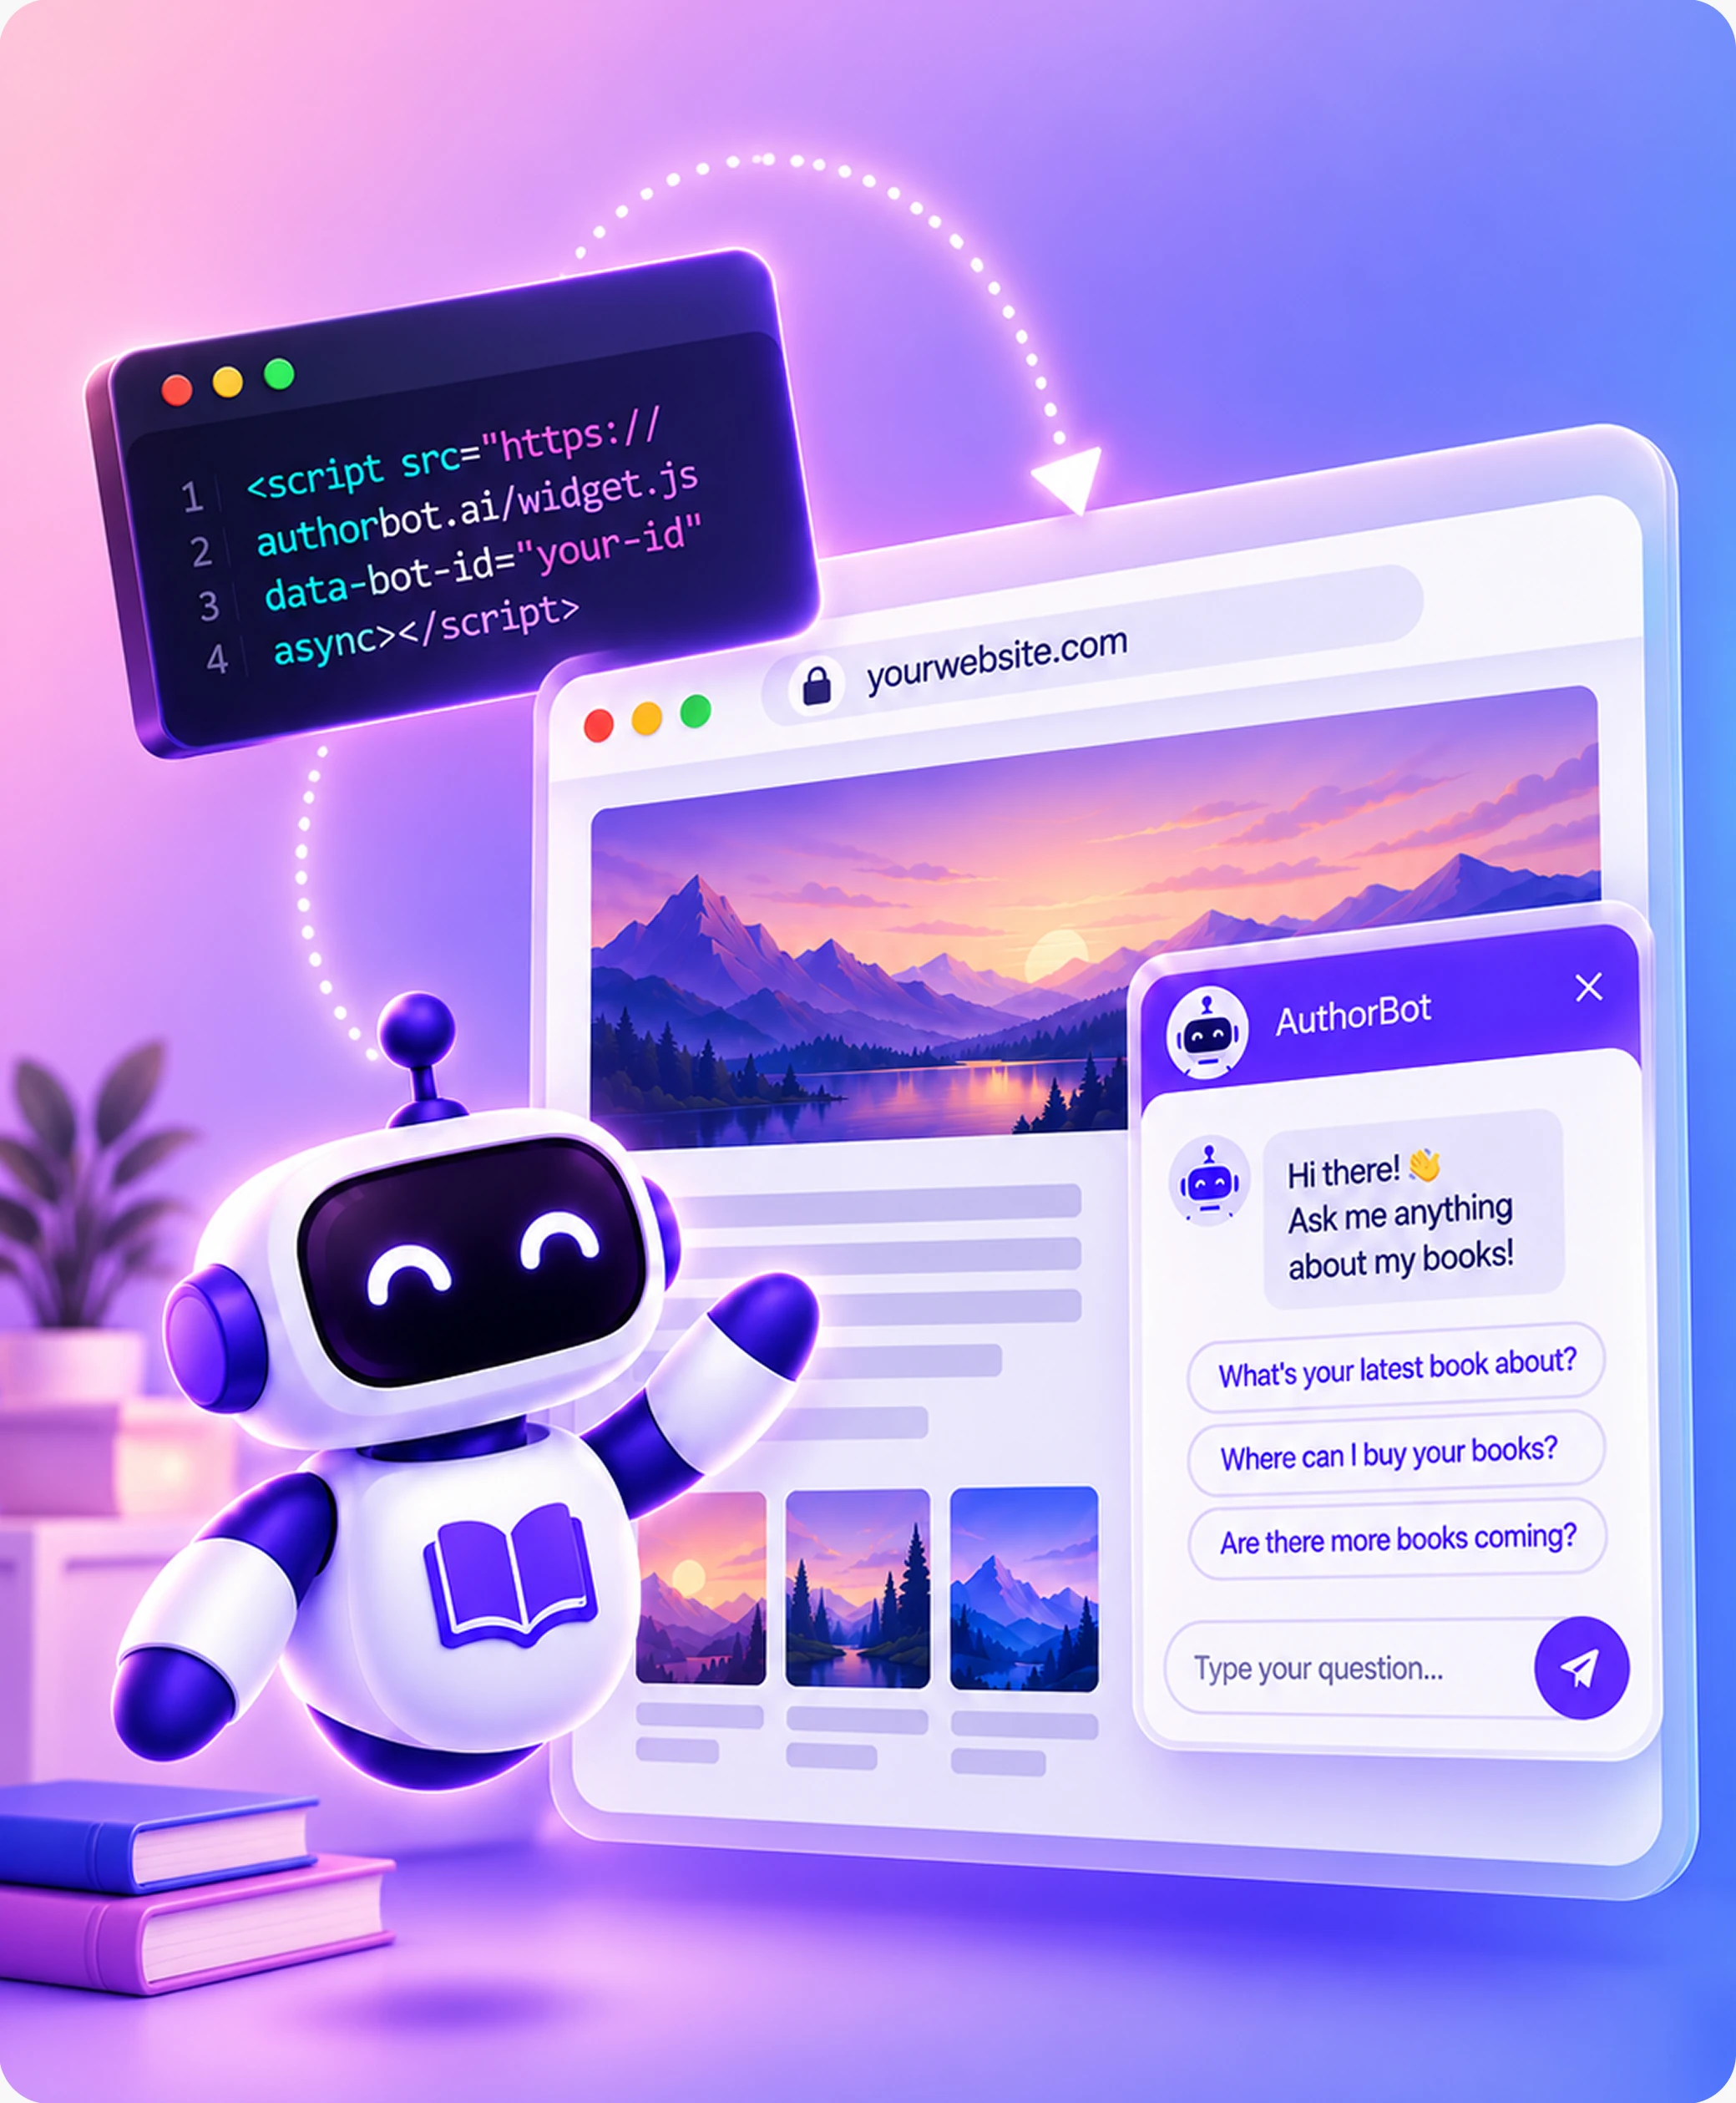 1 <script src="https://
2 authorbot.ai/widget.js
3 data-bot-id="your-id"
4 async></script>
yourwebsite.com
AuthorBot
Hi there! 👋
Ask me anything
about my books!
What's your latest book about?
Where can I buy your books?
Are there more books coming?
Type your question...